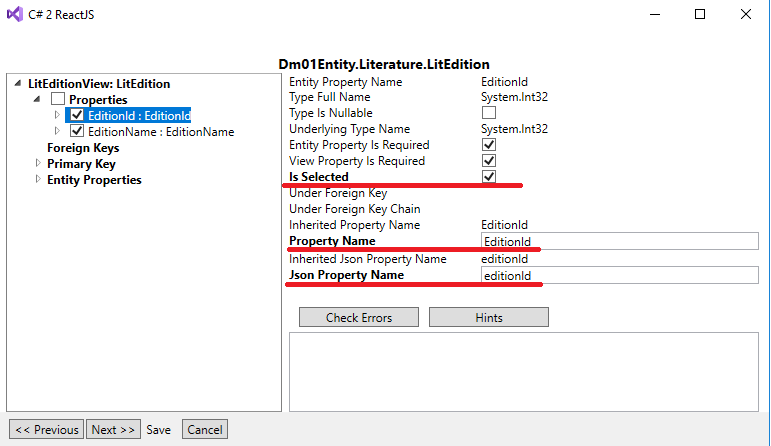 C# 2 ReactJS
Dm01Entity.Literature.LitEdition
LitEditionView: LitEdition
Properties
EditionId : EditionId
EditionName : EditionName
Foreign Keys
Primary Key
Entity Properties
Entity Property Name EditionId
Type Full Name System.Int32
Type Is Nullable
Underlying Type Name System.Int32
Entity Property Is Required
View Property Is Required
Is Selected
Under Foreign Key
Under Foreign Key Chain
Inherited Property Name EditionId
Property Name EditionId
Inherited Json Property Name editionId
Json Property Name editionId
Check Errors Hints
<< Previous Next >> Save Cancel